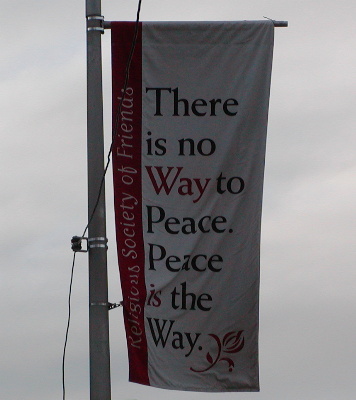 Religious Society of Friends
There
is no
Way to
Peace.
Peace
is the
Way.